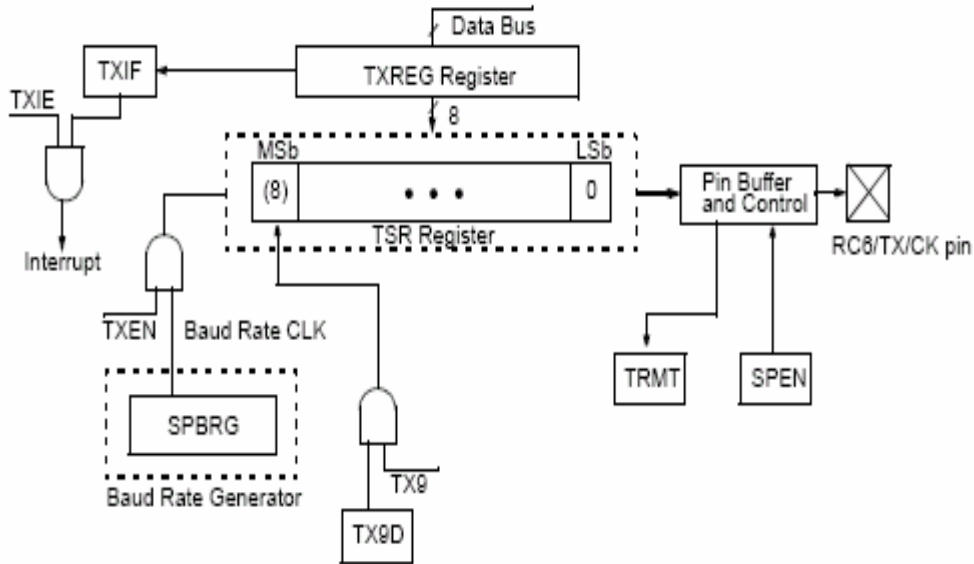 Data Bus
TXIF
TXREG Register
TXIE
8
MSb
LSb
(8)
0
Pin Buffer
and Control
TSR Register
RC6/TX/CK pin
Interrupt
TXEN
Baud Rate CLK
TRMT
SPEN
SPBRG
TX9
Baud Rate Generator
TX9D